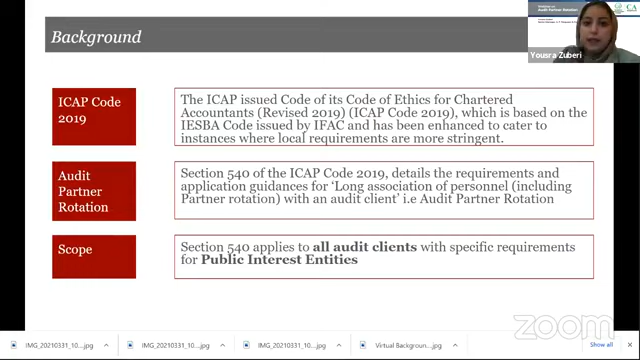 Background
Audit Partner Rotation
CA
Yousra Zuberi
ICAP Code
2019
The ICAP issued Code of its Code of Ethics for Chartered
Accountants (Revised 2019) (ICAP Code 2019), which is based on the
IESBA Code issued by IFAC and has been enhanced to cater to
instances where local requirements are more stringent.
Audit
Partner
Rotation
Section 540 of the ICAP Code 2019, details the requirements and
application guidances for 'Long association of personnel (including
Partner rotation) with an audit client' i.e Audit Partner Rotation
Scope
Section 540 applies to all audit clients with specific requirements
for Public Interest Entities
zoom
IMG_20210331_10....jpg
IMG_20210331_10....jpg
IMG_20210331_10....jpg
Virtual Backgroun....jpg
Show all